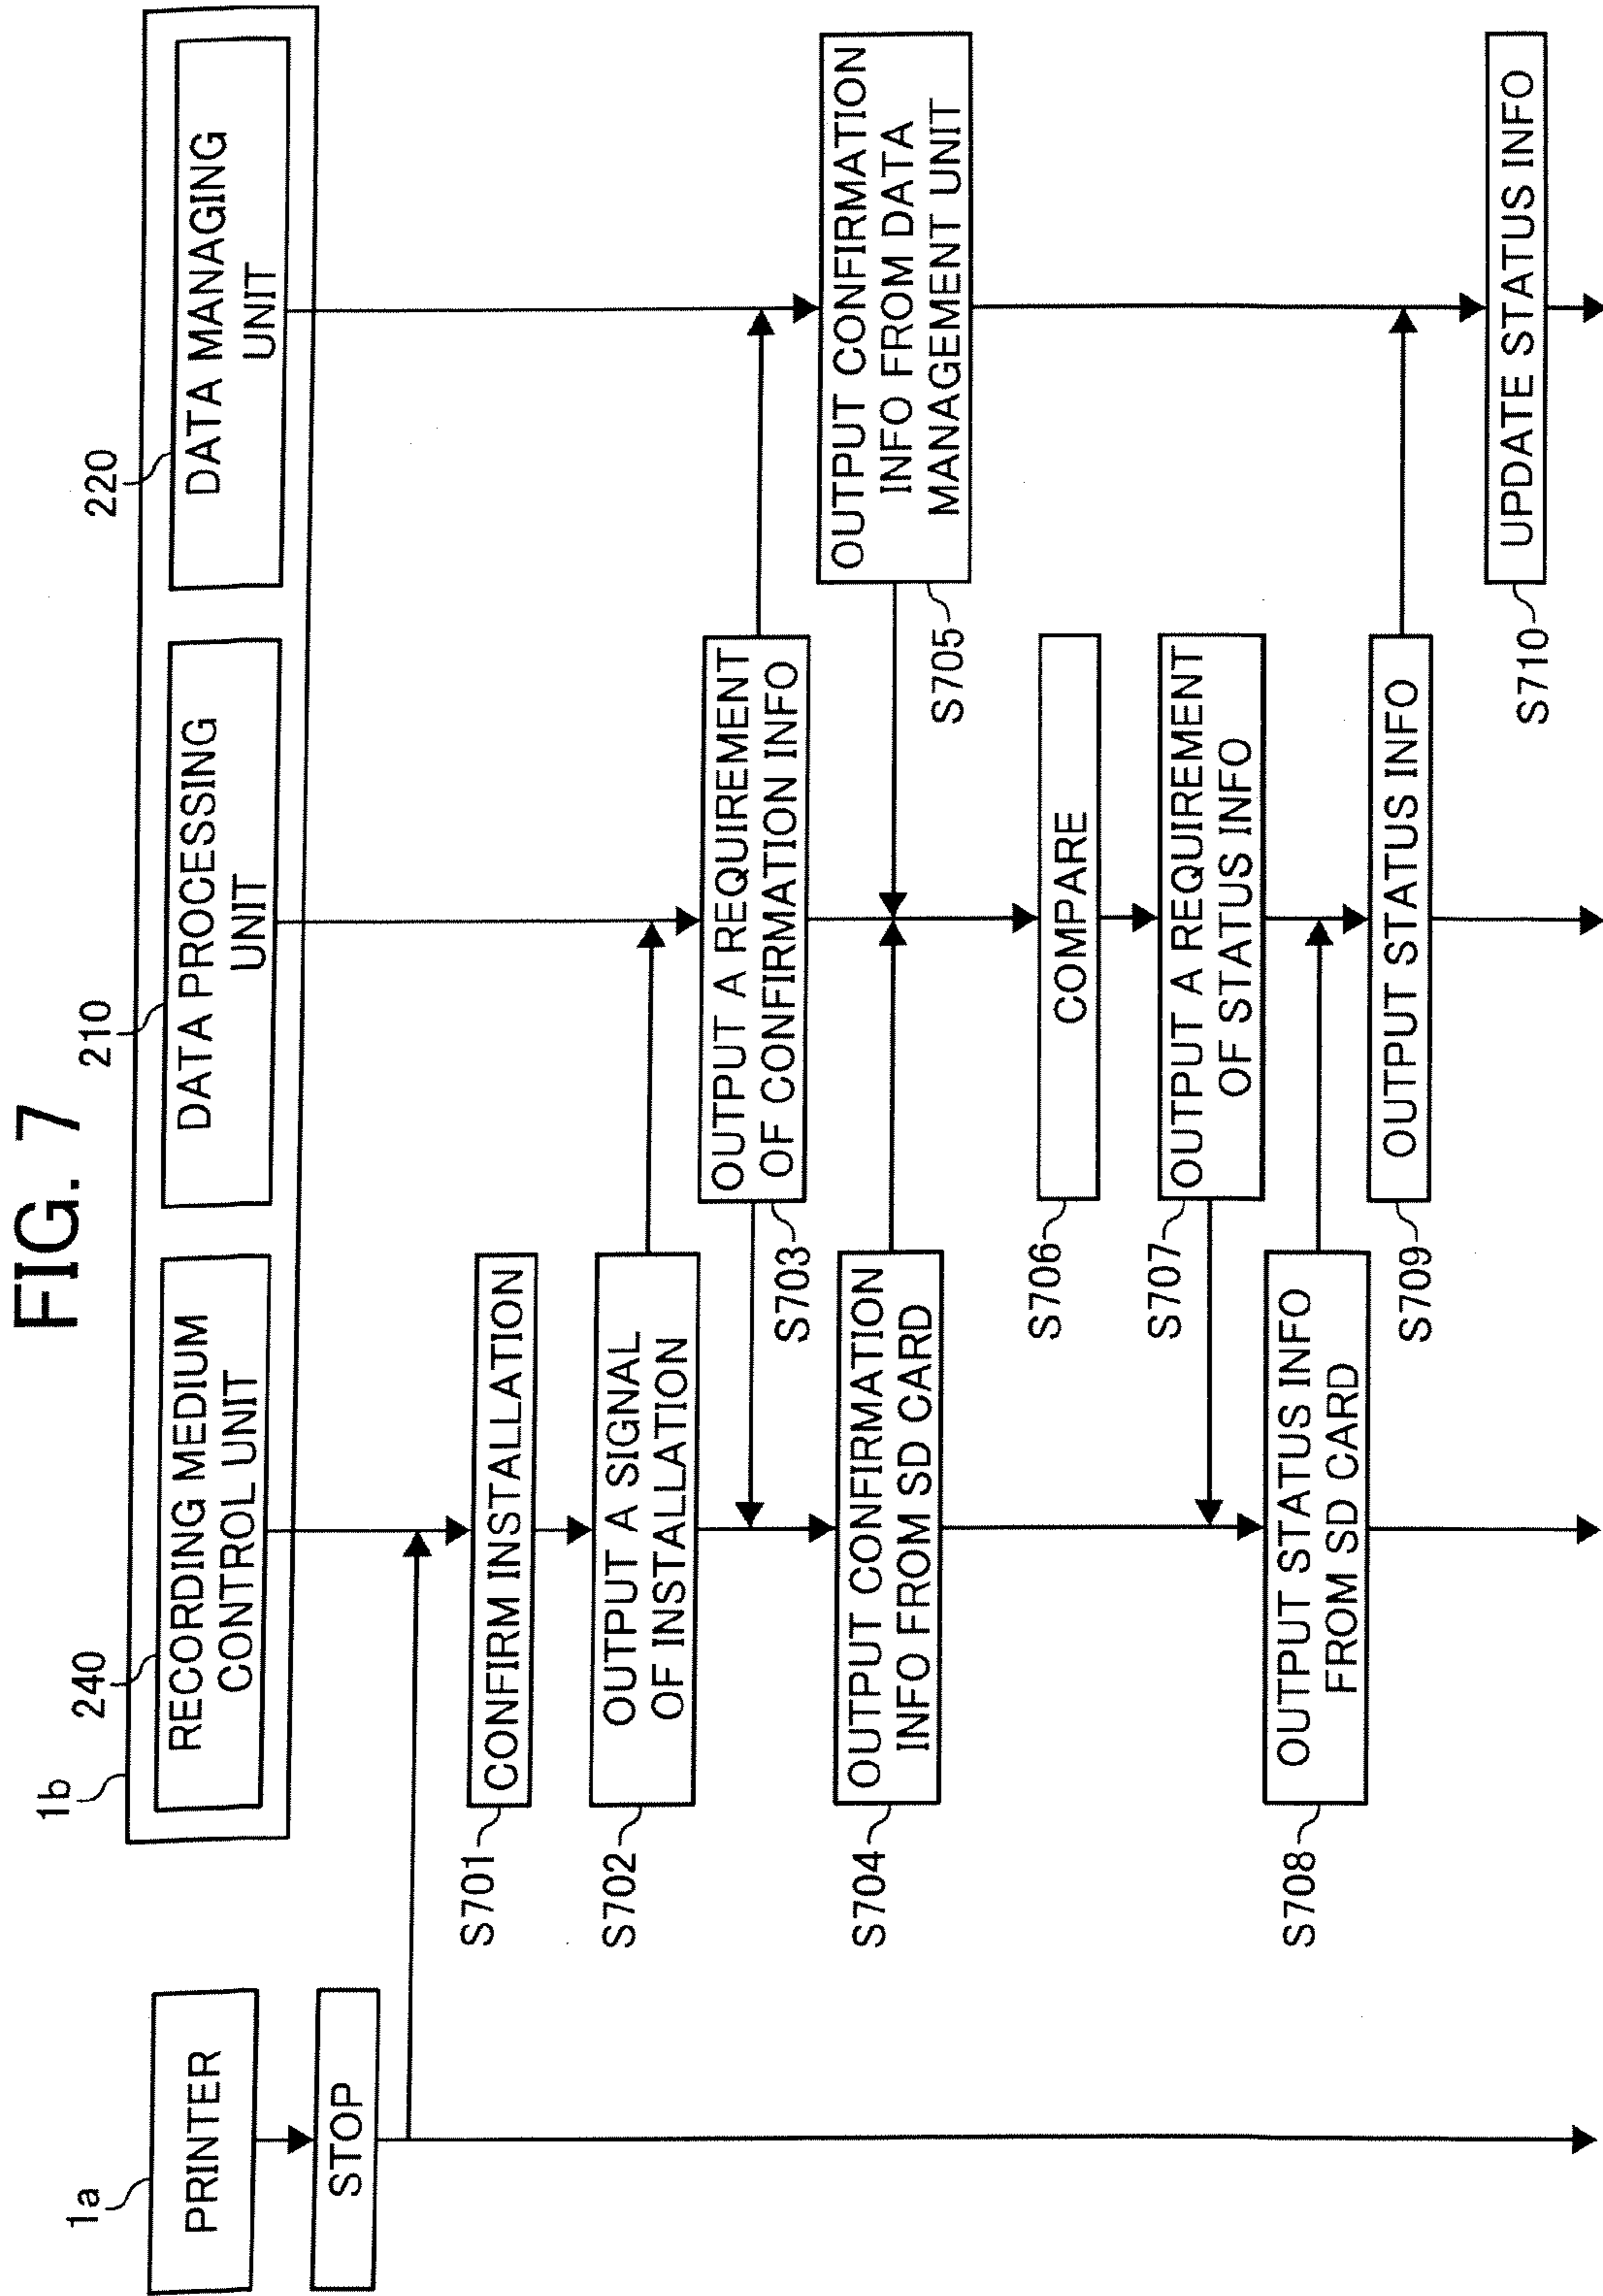 FIG. 7
1a
PRINTER
STOP
1b
240
RECORDING MEDIUM
CONTROL UNIT
210
DATA PROCESSING
UNIT
220
DATA MANAGING
UNIT
S701
CONFIRM INSTALLATION
S702
OUTPUT A SIGNAL
OF INSTALLATION
OUTPUT A REQUIREMENT
OF CONFIRMATION INFO
S703
S704
OUTPUT CONFIRMATION
INFO FROM SD CARD
OUTPUT CONFIRMATION
INFO FROM DATA
MANAGEMENT UNIT
S705
S706
COMPARE
S707
OUTPUT A REQUIREMENT
OF STATUS INFO
S708
OUTPUT STATUS INFO
FROM SD CARD
S709
OUTPUT STATUS INFO
S710
UPDATE STATUS INFO